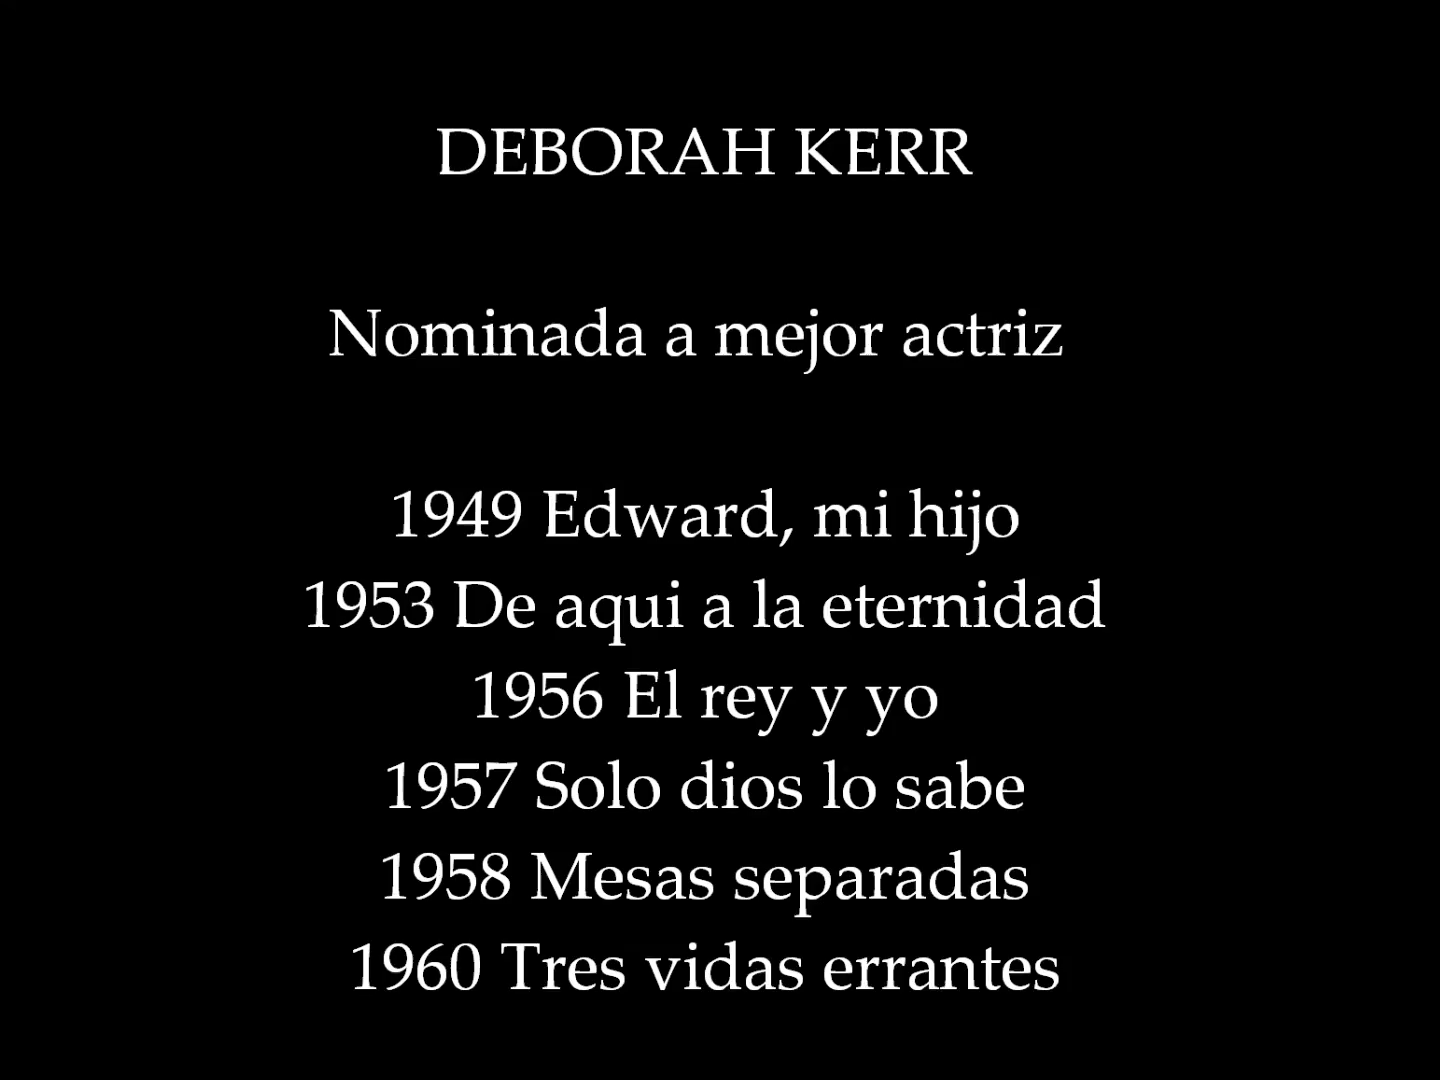 DEBORAH KERR
Nominada a mejor actriz
1949 Edward, mi hijo
1953 De aqui a la eternidad
1956 El rey y yo
1957 Solo dios lo sabe
1958 Mesas separadas
1960 Tres vidas errantes